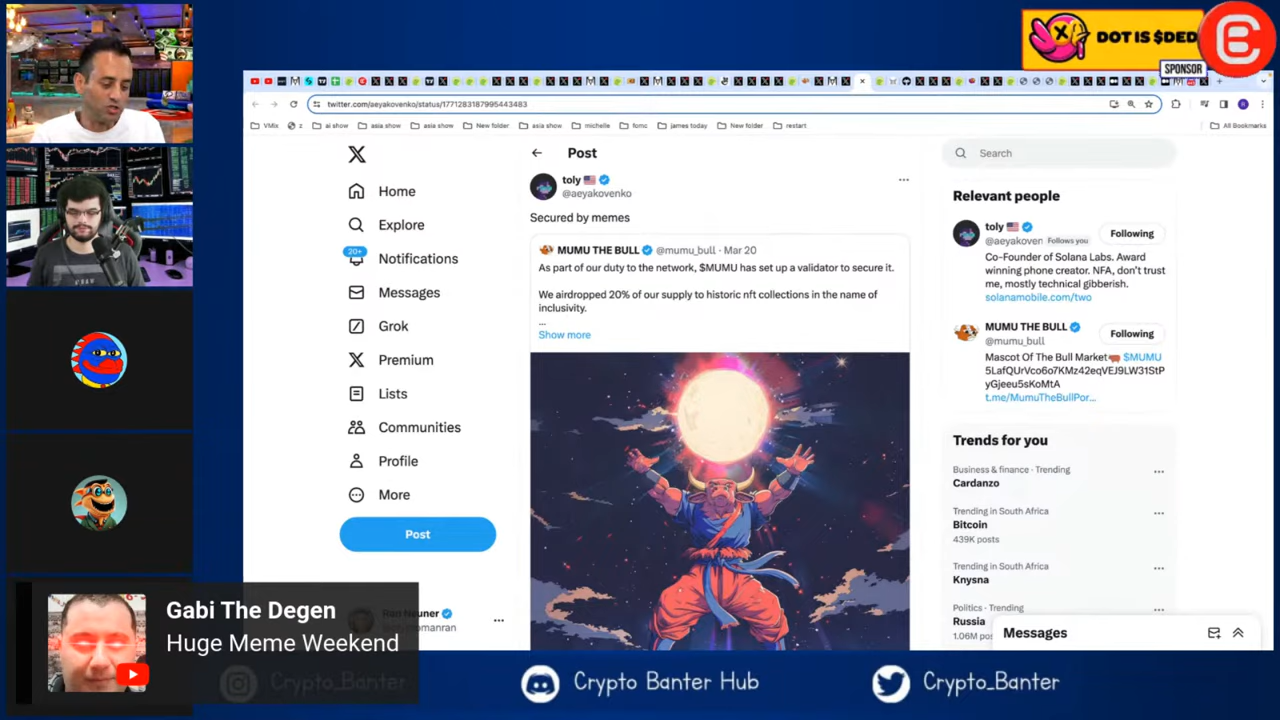 DOT IS $DED
SPONSOR
twitter.com/aeyakovenko/status/1771283187995443483
VMix
z
ai show
asia show
asia show
New folder
asia show
michelle
fomc
james today
New folder
restart
All Bookmarks
Home
Explore
20+
Notifications
Messages
Grok
Premium
Lists
Communities
Profile
More
Post
Ran Neuner
Post
toly
@aeyakovenko
Secured by memes
MUMU THE BULL @mumu_bull · Mar 20
As part of our duty to the network, $MUMU has set up a validator to secure it.
We airdropped 20% of our supply to historic nft collections in the name of
inclusivity.
...
Show more
Search
Relevant people
toly
@aeyakoven Follows you
Following
Co-Founder of Solana Labs. Award
winning phone creator. NFA, don't trust
me, mostly technical gibberish.
solanamobile.com/two
MUMU THE BULL
@mumu_bull
Following
Mascot Of The Bull Market $MUMU
5LafQUrVco6o7KMz42eqVEJ9LW31StP
yGjeeu5sKoMtA
t.me/MumuTheBullPor...
Trends for you
Business & finance · Trending
Cardanzo
Trending in South Africa
Bitcoin
439K posts
Trending in South Africa
Knysna
Politics · Trending
Russia
1.06M pos
Messages
Gabi The Degen
Huge Meme Weekend
Crypto_Banter
Crypto Banter Hub
Crypto_Banter